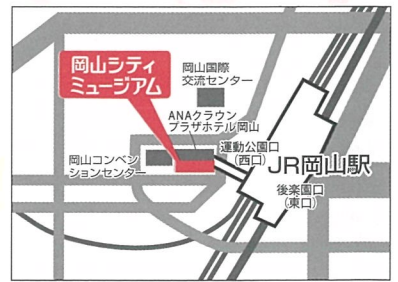 岡山シティ
ミュージアム
岡山国際
交流センター
ANAクラウン
プラザホテル岡山
運動公園口
(西口)
JR岡山駅
岡山コンベン
ションセンター
後楽園口
(東口)